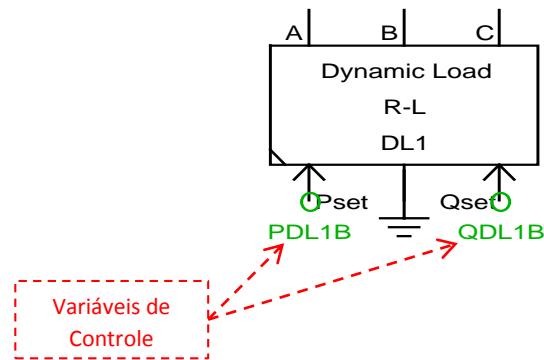 A B C
Dynamic Load
R-L
DL1
Pset Qset
PDL1B QDL1B
Variáveis de
Controle